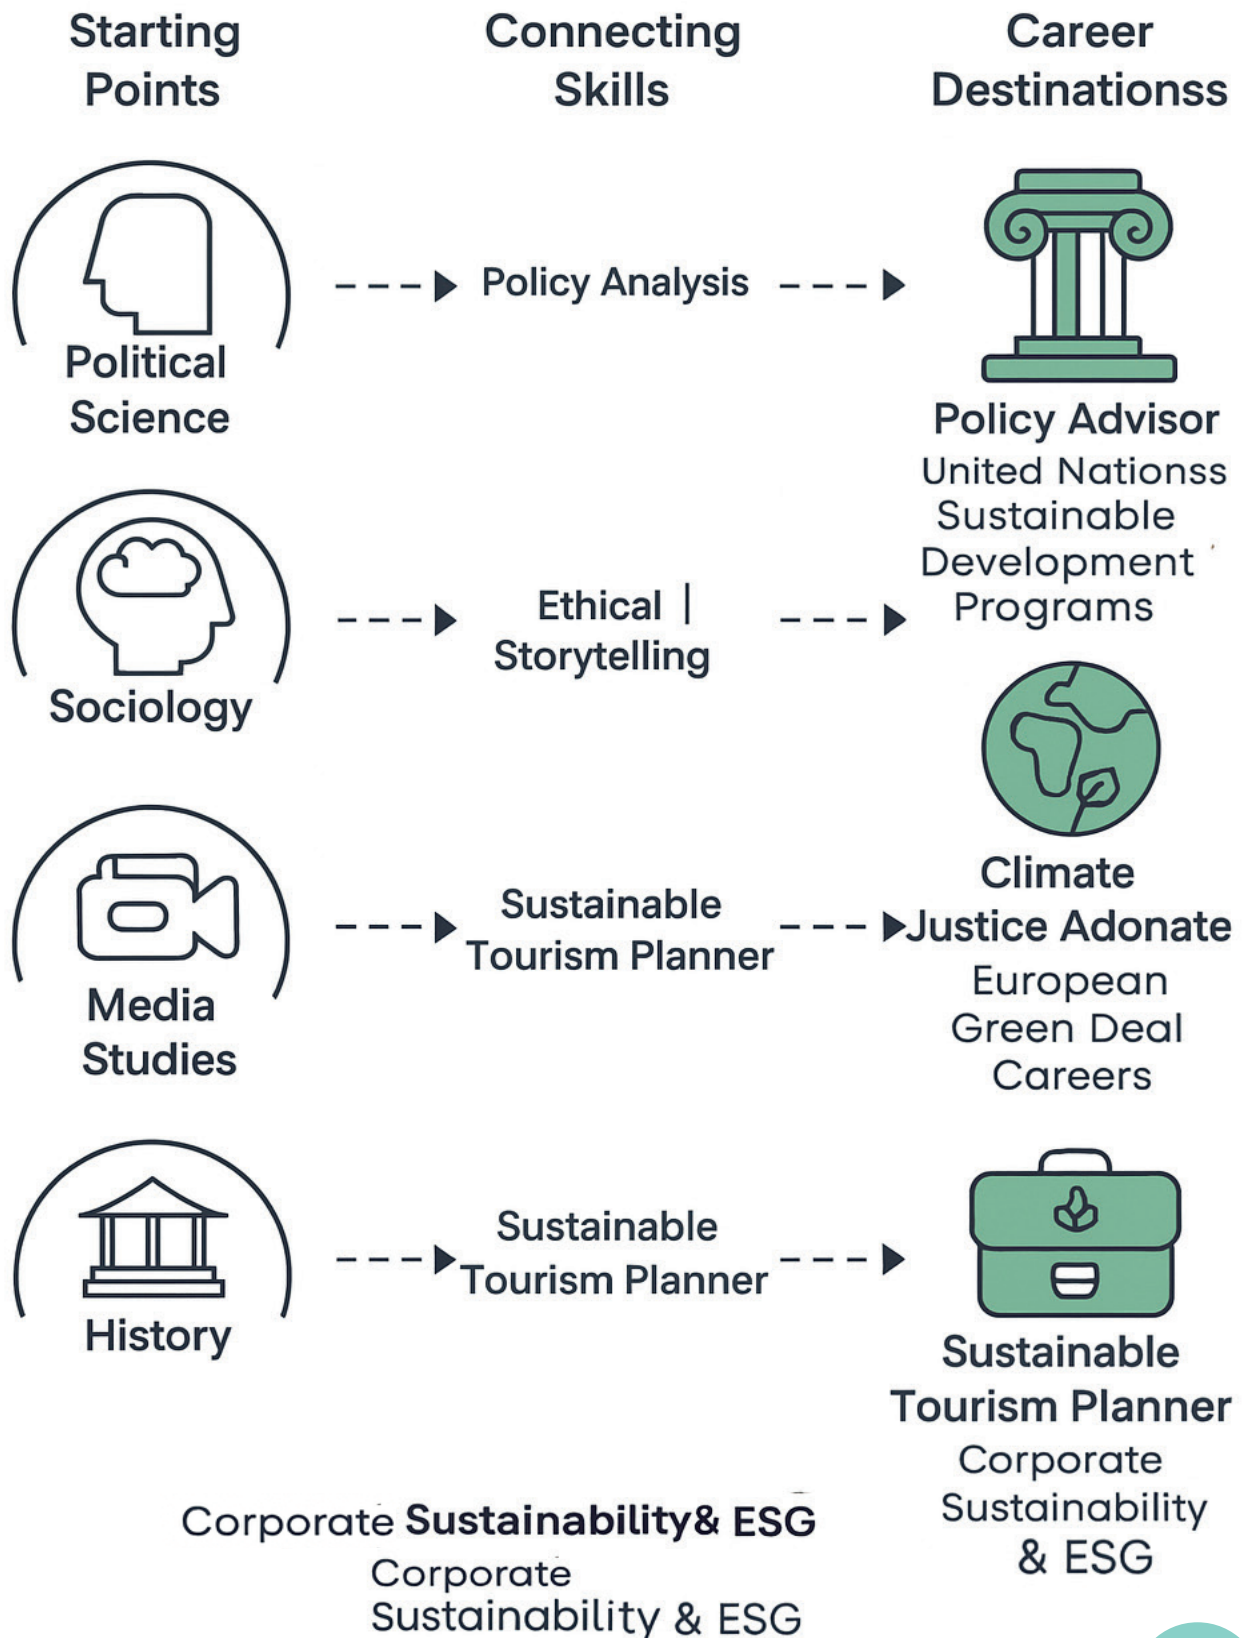 Starting
Points
Connecting
Skills
Career
Destinationss
Political
Science
Policy Analysis
Policy Advisor
United Nationss
Sustainable
Development
Programs
Sociology
Ethical |
Storytelling
Media
Studies
Sustainable
Tourism Planner
Climate
Justice Adonate
European
Green Deal
Careers
History
Sustainable
Tourism Planner
Sustainable
Tourism Planner
Corporate
Sustainability
& ESG
Corporate Sustainability& ESG
Corporate
Sustainability & ESG